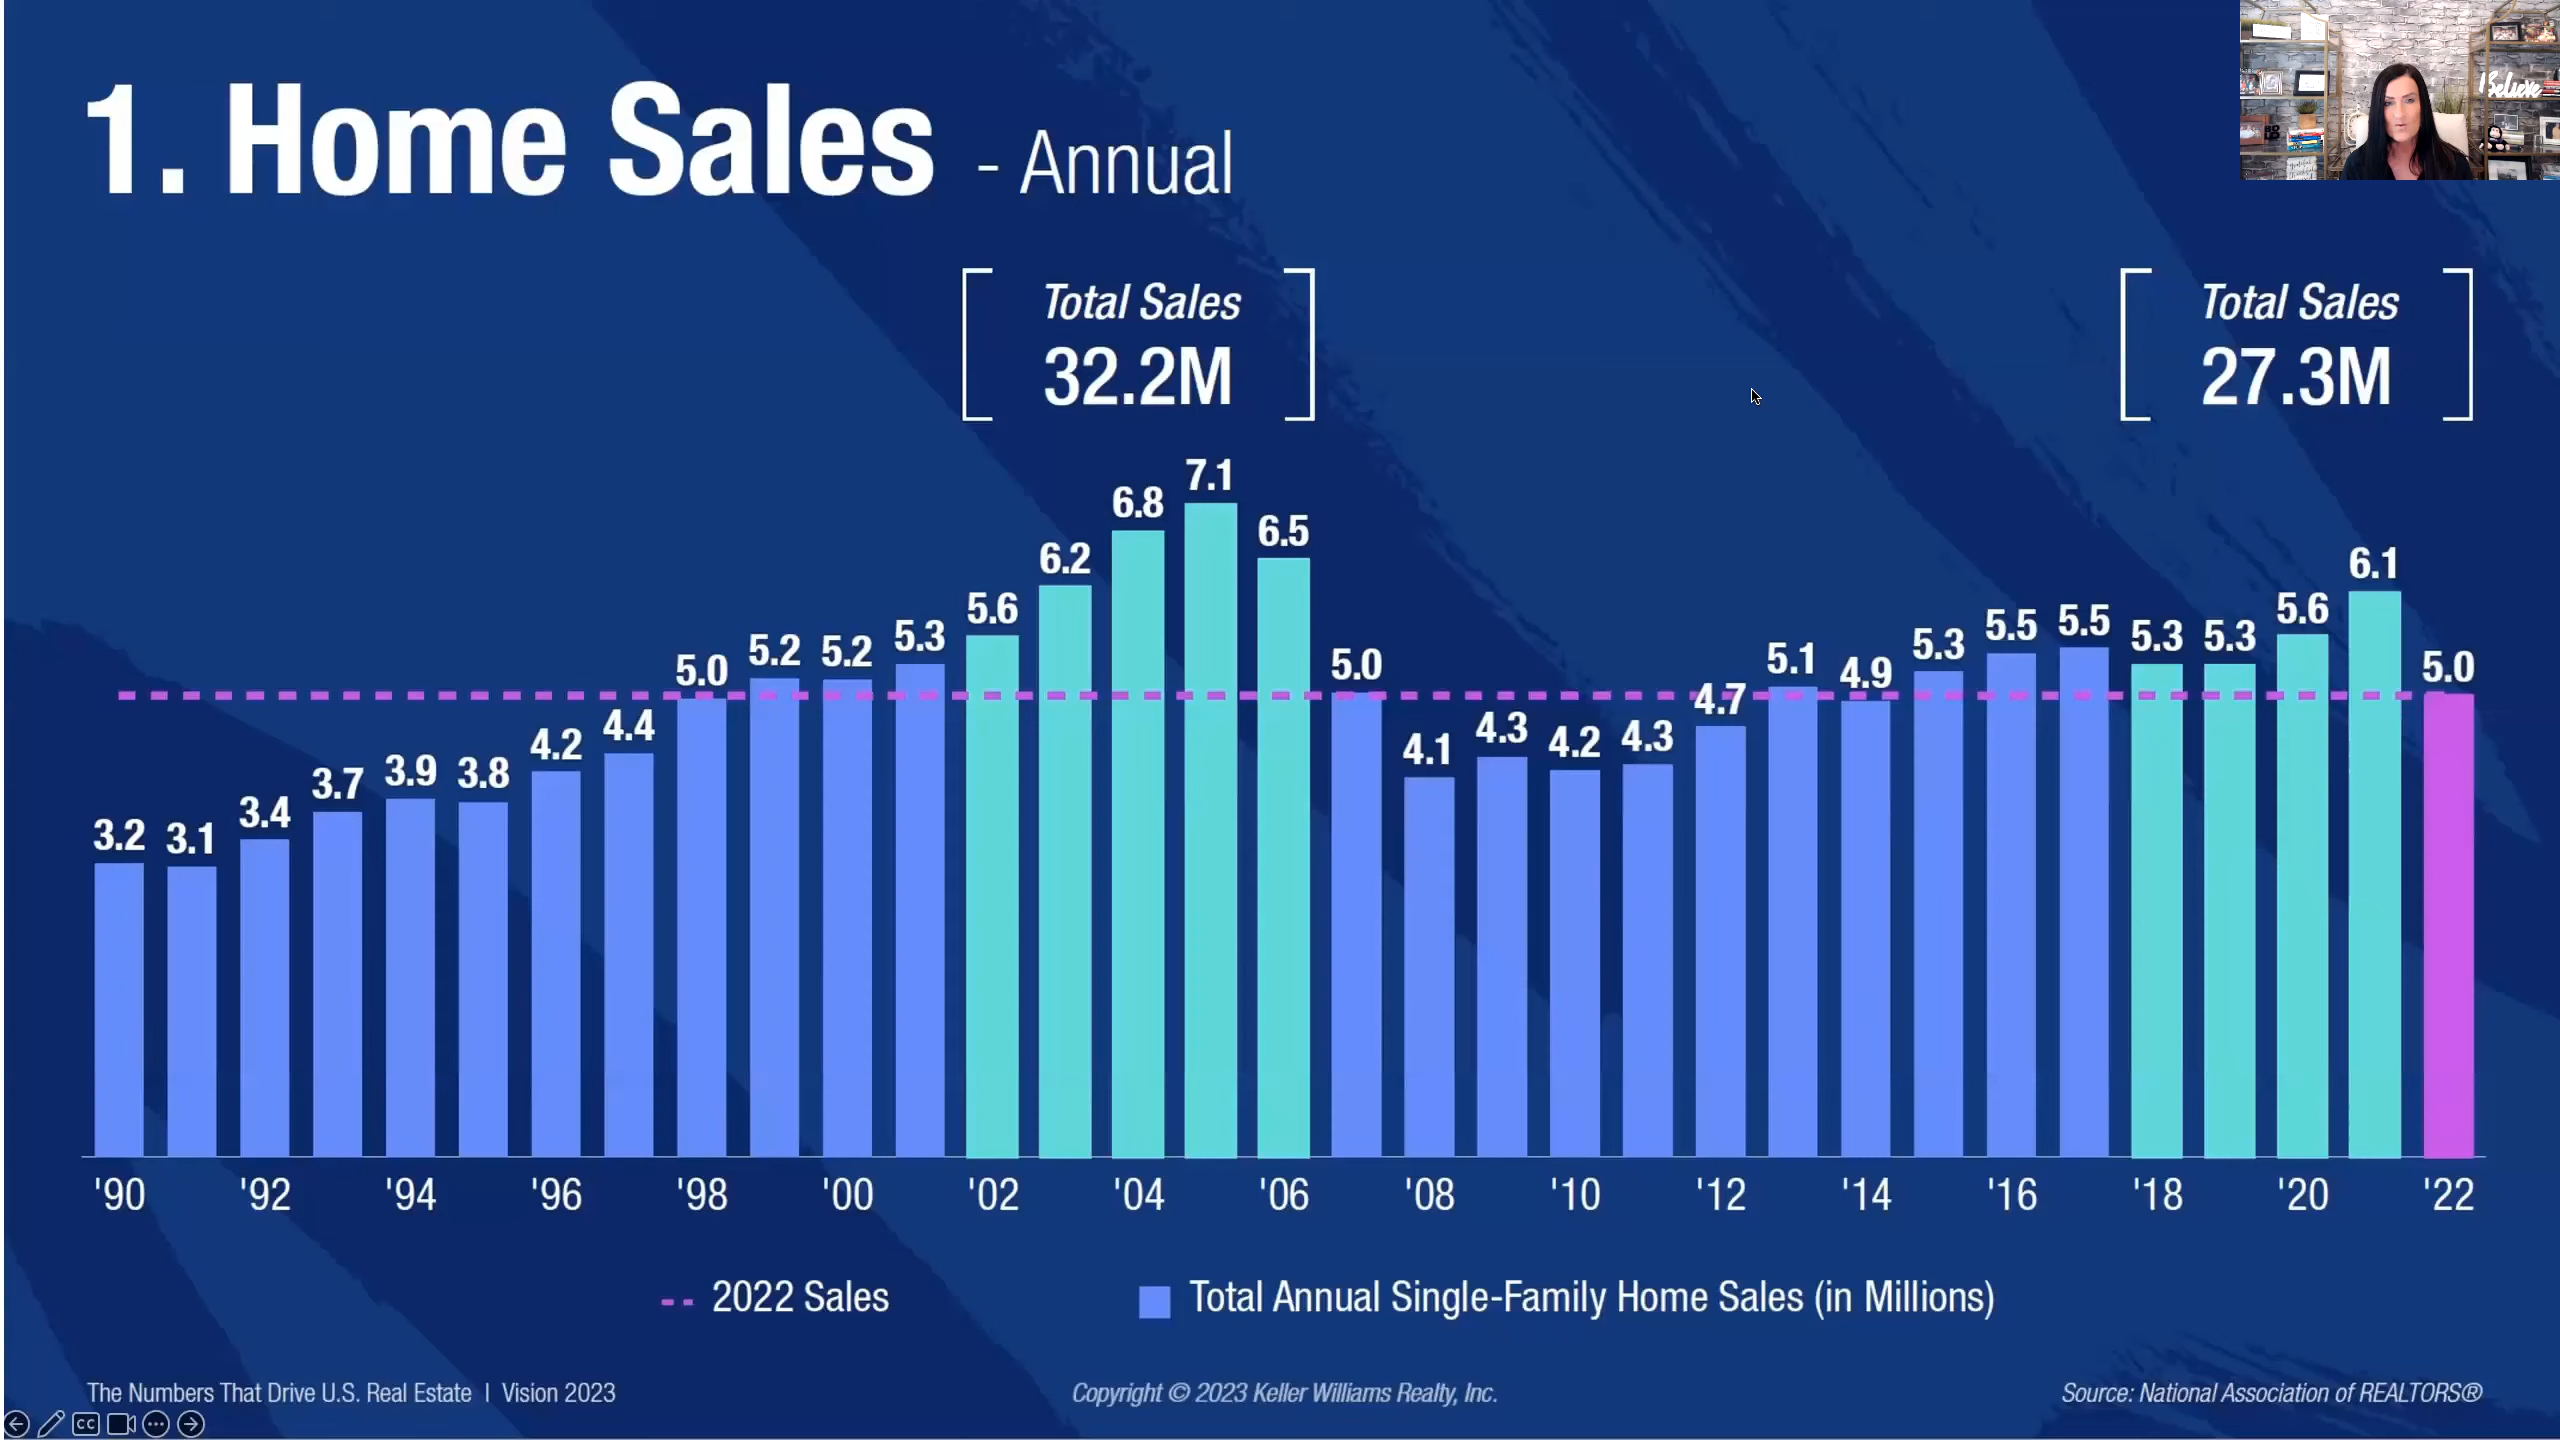 1. Home Sales - Annual
Believe
Total Sales
32.2M
Total Sales
27.3M
3.2 3.1 3.4 3.7 3.9 3.8 4.2 4.4 5.0 5.2 5.2 5.3 5.6 6.2 6.8 7.1 6.5 5.0 4.1 4.3 4.2 4.3 4.7 5.1 4.9 5.3 5.5 5.5 5.3 5.3 5.6 6.1 5.0
'90 '92 '94 '96 '98 '00 '02 '04 '06 '08 '10 '12 '14 '16 '18 '20 '22
2022 Sales
Total Annual Single-Family Home Sales (in Millions)
The Numbers That Drive U.S. Real Estate | Vision 2023
Copyright © 2023 Keller Williams Realty, Inc.
Source: National Association of REALTORS®
CC